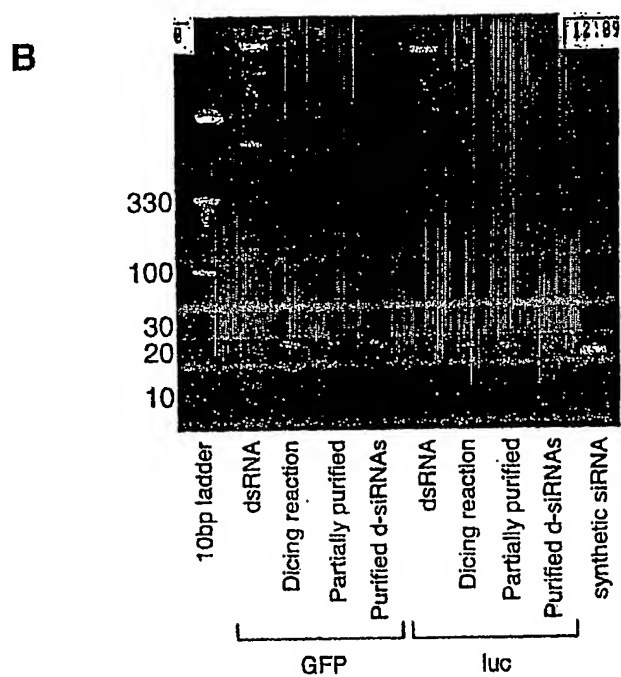 B
12:09
330
100
30
20
10
10bp ladder
dsRNA
Dicing reaction
Partially purified
Purified d-siRNAs
dsRNA
Dicing reaction
Partially purified
Purified d-siRNAs
synthetic siRNA
GFP
luc